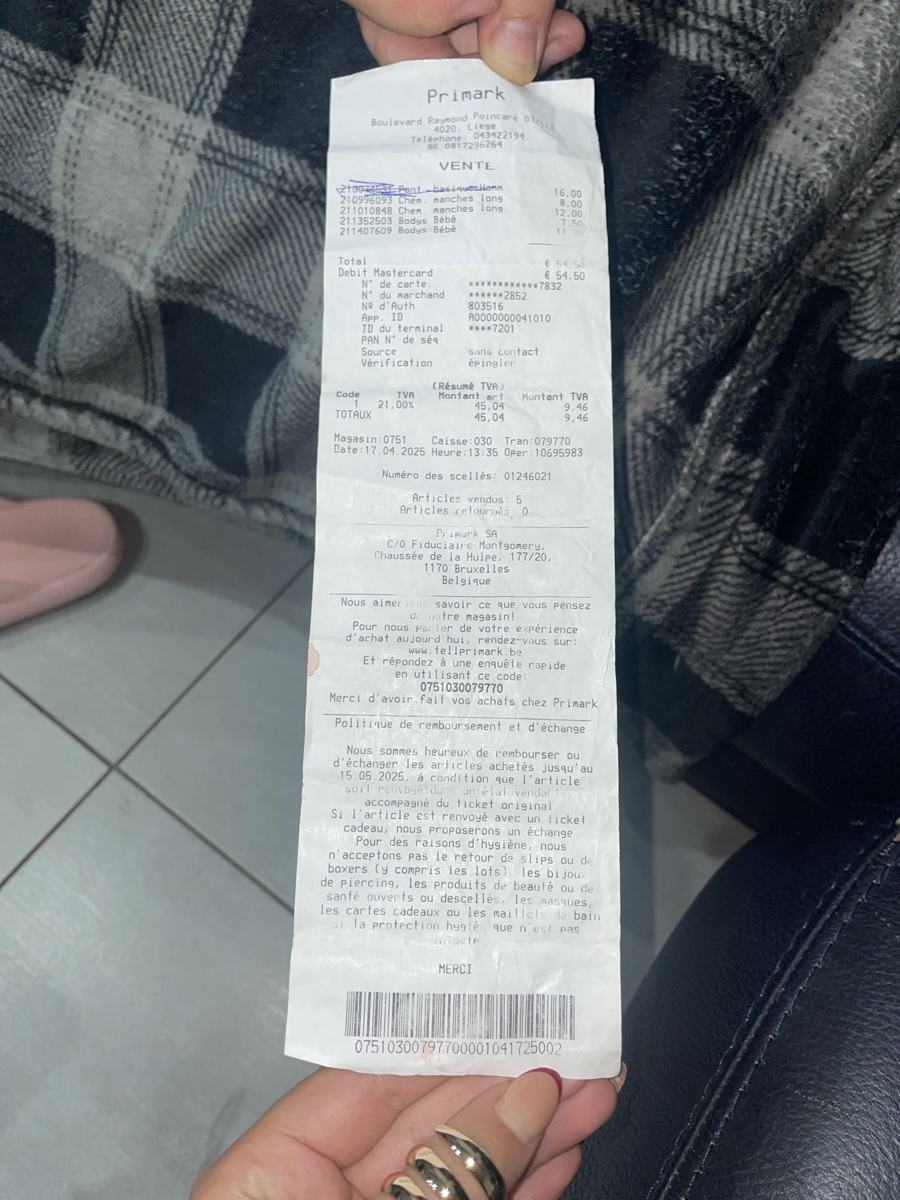 Primark
Boulevard Raymond Poincaré
4020, Liege
Téléphone: 043422194
BE 0817296264
VENTE
Pant. basique Homm 16,00
210996093 Chem. manches long 8,00
211010848 Chem. manches long 12,00
211352503 Bodys Bébé 7,50
211407609 Bodys Bébé
Total € 54,50
Debit Mastercard € 54,50
N° de carte. ************7832
N° du marchand ******2852
Nº d'Auth 803516
App. ID A0000000041010
ID du terminal ****7201
PAN N° de séq
Source sans contact
Vérification épingler
(Résumé TVA)
Code TVA Montant art Montant TVA
1 21,00% 45,04 9,46
TOTAUX 45,04 9,46
Magasin:0751 Caisse:030 Tran:079770
Date:17.04.2025 Heure:13:35 Oper:10695983
Numéro des scellés: 01246021
Articles vendus: 5
Articles retournés 0
Primark SA
C/O Fiduciaire Montgomery,
Chaussée de la Hulpe, 177/20,
1170 Bruxelles
Belgique
Nous aimerions savoir ce que vous pensez
de notre magasin!
Pour nous parler de votre expérience
d'achat aujourd'hui, rendez-vous sur:
www.tellprimark.be
Et répondez à une enquête rapide
en utilisant ce code:
0751030079770
Merci d'avoir fait vos achats chez Primark
Politique de remboursement et d'échange
Nous sommes heureux de rembourser ou
d'échanger les articles achetés jusqu'au
15.05.2025, à condition que l'article
soit renvoyé dans un état vendable
accompagné du ticket original.
Si l'article est renvoyé avec un ticket
cadeau, nous proposerons un échange.
Pour des raisons d'hygiène, nous
n'acceptons pas le retour de slips ou de
boxers (y compris les lots), les bijoux
de piercing, les produits de beauté ou de
santé ouverts ou descellés, les masques,
les cartes cadeaux ou les maillots de bain
si la protection hygiénique n'est pas
intacte
MERCI
07510300797700001041725002